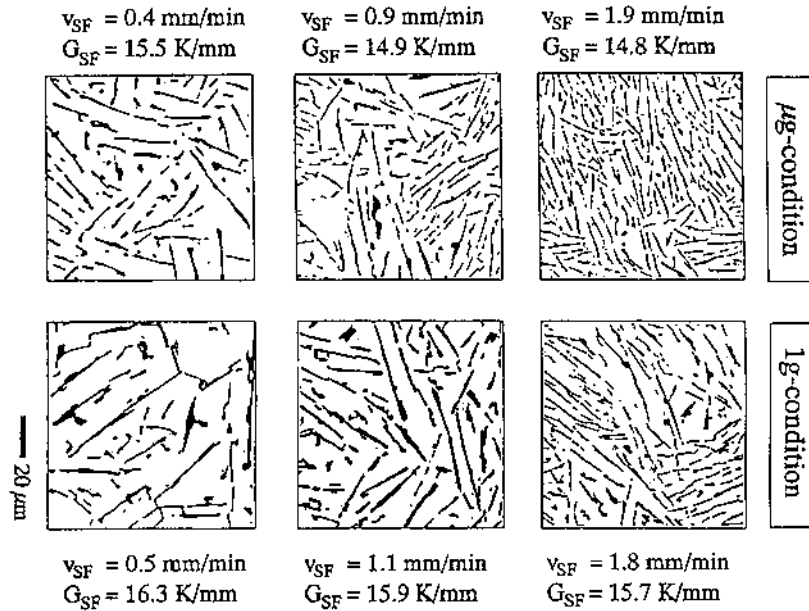 v_SF = 0.4 mm/min
G_SF = 15.5 K/mm
v_SF = 0.9 mm/min
G_SF = 14.9 K/mm
v_SF = 1.9 mm/min
G_SF = 14.8 K/mm
μg-condition
1g-condition
20 μm
v_SF = 0.5 mm/min
G_SF = 16.3 K/mm
v_SF = 1.1 mm/min
G_SF = 15.9 K/mm
v_SF = 1.8 mm/min
G_SF = 15.7 K/mm